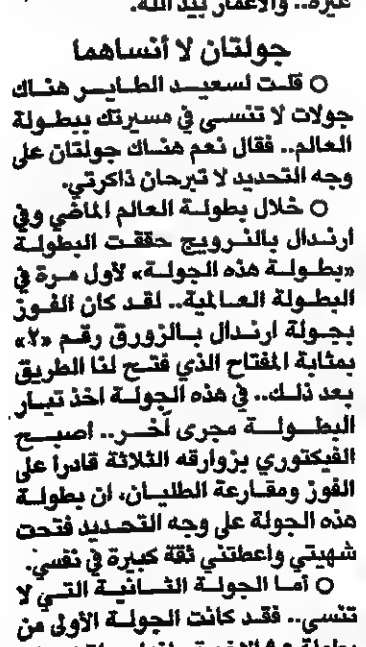 غيره.. والأعمار بيد الله.
جولتان لا أنساهما
○ قلت لسعيد الطاير هناك
جولات لا تنسى في مسيرتك ببطولة
العالم.. فقال نعم هناك جولتان على
وجه التحديد لا تبرحان ذاكرتي.
○ خلال بطولة العالم الماضي وفي
ارندال بالنرويج حققت البطولة
«بطولة هذه الجولة» لأول مرة في
البطولة العالمية.. لقد كان الفوز
بجولة ارندال بالزورق رقم «٢»
بمثابة المفتاح الذي فتح لنا الطريق
بعد ذلك.. في هذه الجولة اخذ تيار
البطولة مجرى آخر.. اصبح
الفيكتوري بزوارقه الثلاثة قادرا على
الفوز ومقارعة الطليان، ان بطولة
هذه الجولة على وجه التحديد فتحت
شهيتي واعطتني ثقة كبيرة في نفسي.
○ أما الجولة الثانية التي لا
تنسى.. فقد كانت الجولة الأولى من